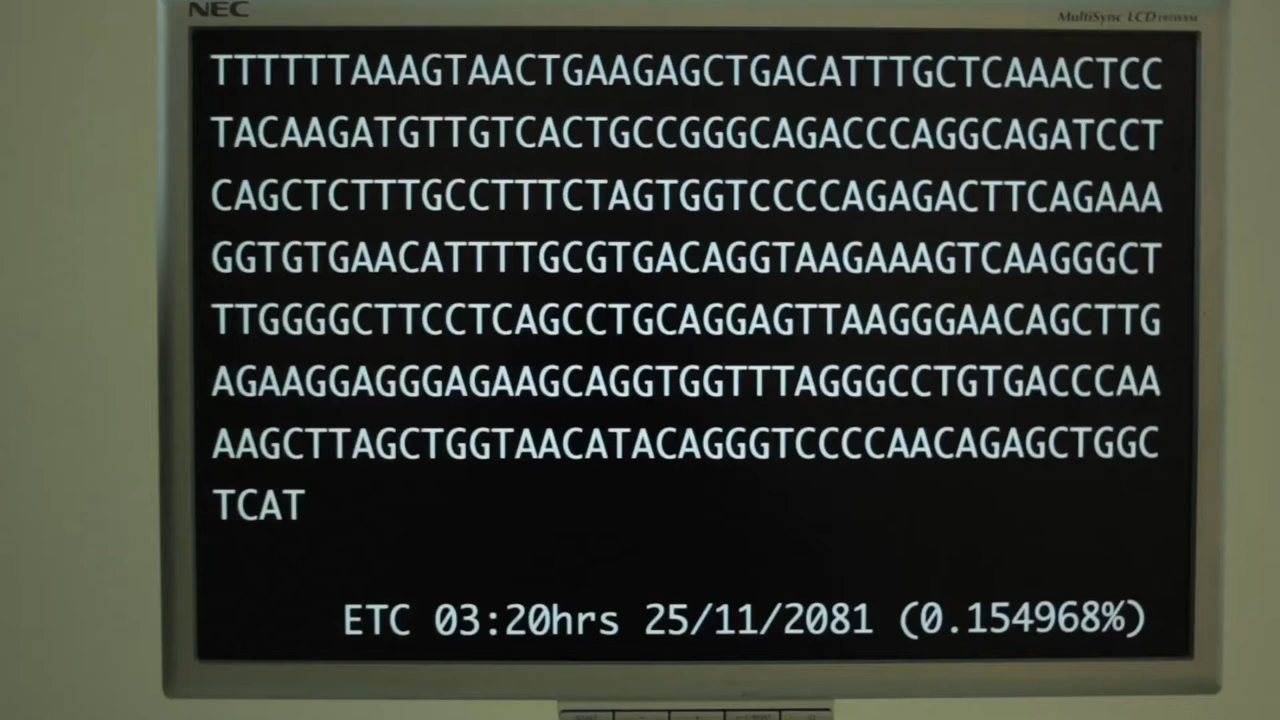 NEC
MultiSync LCD
TTTTTTAAAGTAACTGAAGAGCTGACATTTGCTCAAACTCC
TACAAGATGTTGTCACTGCCGGGCAGACCCAGGCAGATCCT
CAGCTCTTTGCCTTTCTAGTGGTCCCCAGAGACTTCAGAAA
GGTGTGAACATTTTGCGTGACAGGTAAGAAAGTCAAGGGCT
TTGGGGCTTCCTCAGCCTGCAGGAGTTAAGGGAACAGCTTG
AGAAGGAGGGAGAAGCAGGTGGTTTAGGGCCTGTGACCCAA
AAGCTTAGCTGGTAACATACAGGGTCCCCAACAGAGCTGGC
TCAT
ETC 03:20hrs 25/11/2081 (0.154968%)